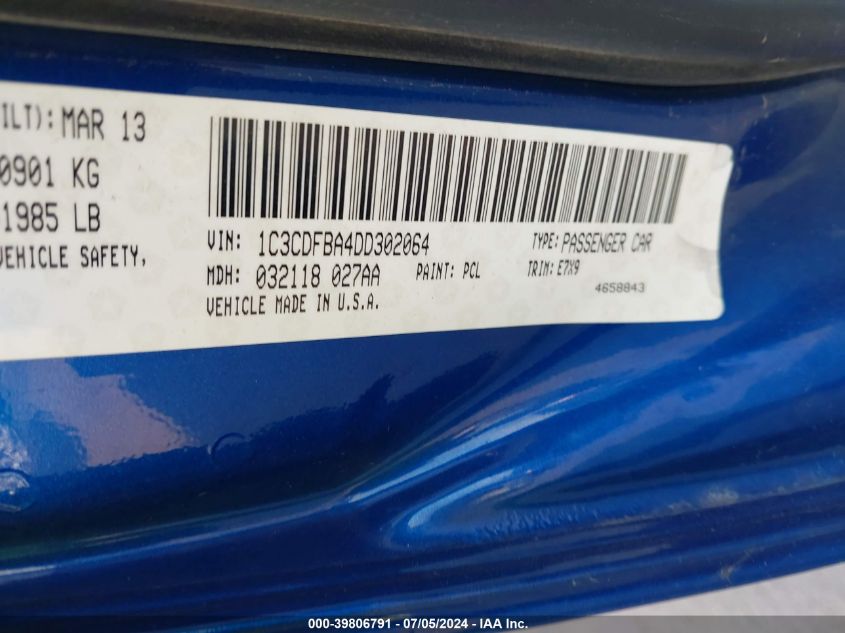 ILT): MAR 13
0901 KG
1985 LB
VEHICLE SAFETY,
VIN: 1C3CDFBA4DD302064 TYPE: PASSENGER CAR
MDH: 032118 027AA PAINT: PCL TRIM: E7X9
VEHICLE MADE IN U.S.A. 4658843
000-39806791 - 07/05/2024 - IAA Inc.